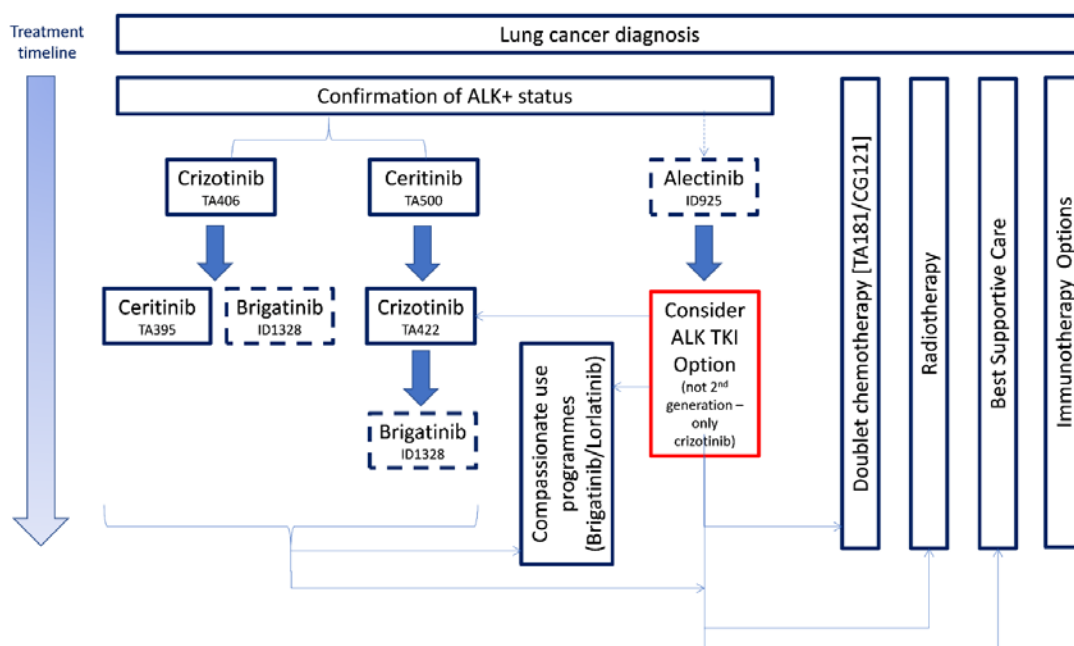 Treatment
timeline
Lung cancer diagnosis
Confirmation of ALK+ status
Crizotinib
TA406
Ceritinib
TA500
Alectinib
ID925
Ceritinib
TA395
Brigatinib
ID1328
Crizotinib
TA422
Brigatinib
ID1328
Compassionate use
programmes
(Brigatinib/Lorlatinib)
Consider
ALK TKI
Option
(not 2nd
generation –
only
crizotinib)
Doublet chemotherapy [TA181/CG121]
Radiotherapy
Best Supportive Care
Immunotherapy Options